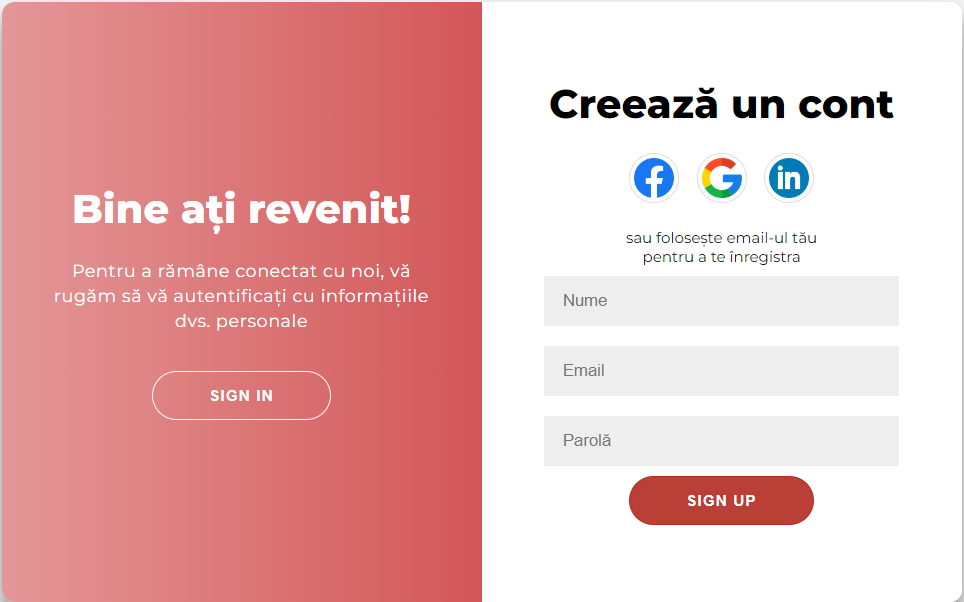 Bine ați revenit!
Pentru a rămâne conectat cu noi, vă
rugăm să vă autentificați cu informațiile
dvs. personale
SIGN IN
Creează un cont
in
sau folosește email-ul tău
pentru a te înregistra
Nume
Email
Parolă
SIGN UP